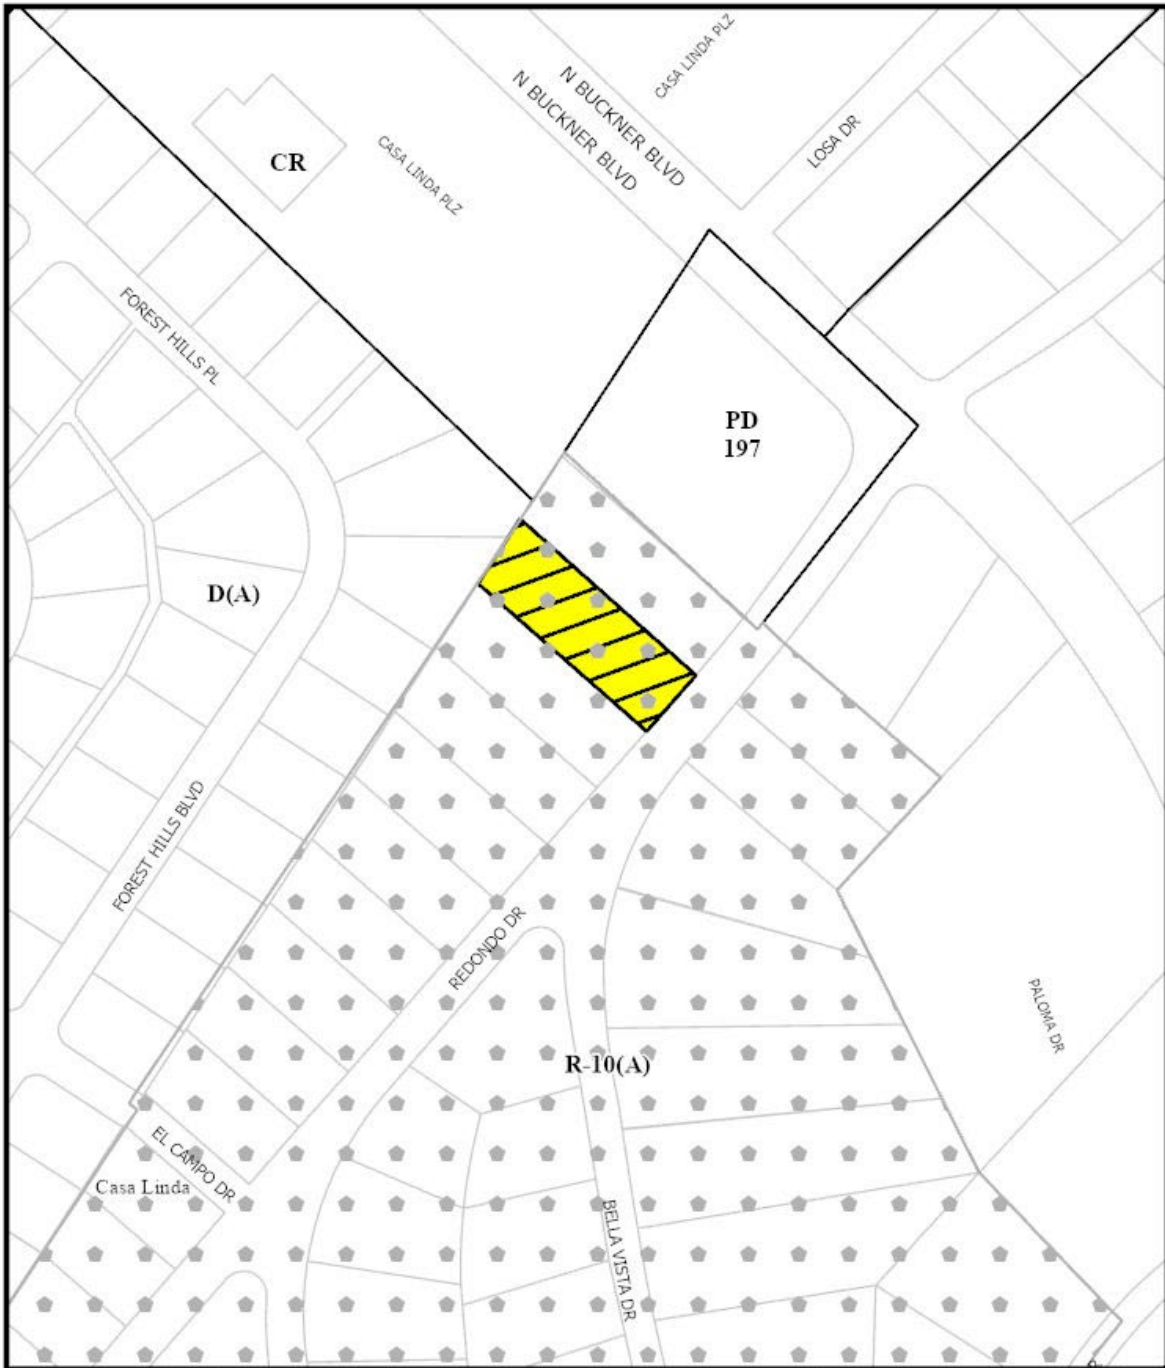 CASA LINDA PLZ
N BUCKNER BLVD
N BUCKNER BLVD
LOSA DR
CR
CASA LINDA PLZ
FOREST HILLS PL
PD
197
D(A)
FOREST HILLS BLVD
REDONDO DR
PALOMA DR
R-10(A)
EL CAMPO DR
Casa Linda
BELLA VISTA DR